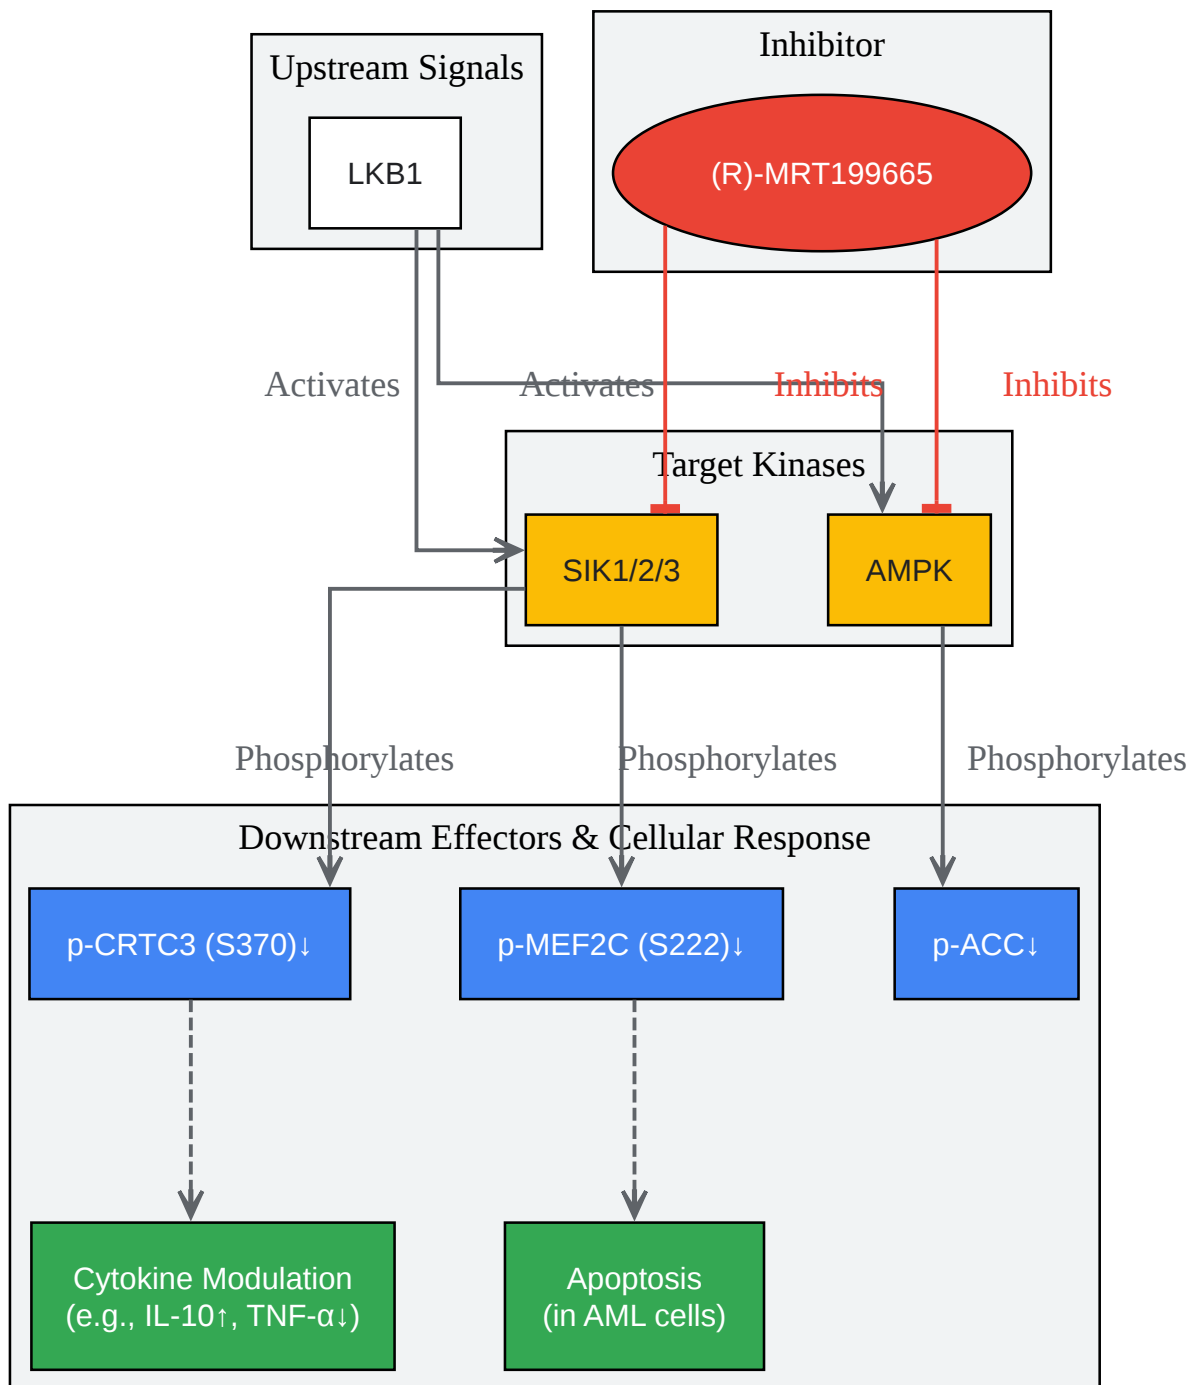 Upstream Signals
Inhibitor
LKB1
(R)-MRT199665
Activates
Activates
Inhibits
Inhibits
Target Kinases
SIK1/2/3
AMPK
Phosphorylates
Phosphorylates
Phosphorylates
Downstream Effectors & Cellular Response
p-CRTC3 (S370)↓
p-MEF2C (S222)↓
p-ACC↓
Cytokine Modulation
(e.g., IL-10↑, TNF-α↓)
Apoptosis
(in AML cells)